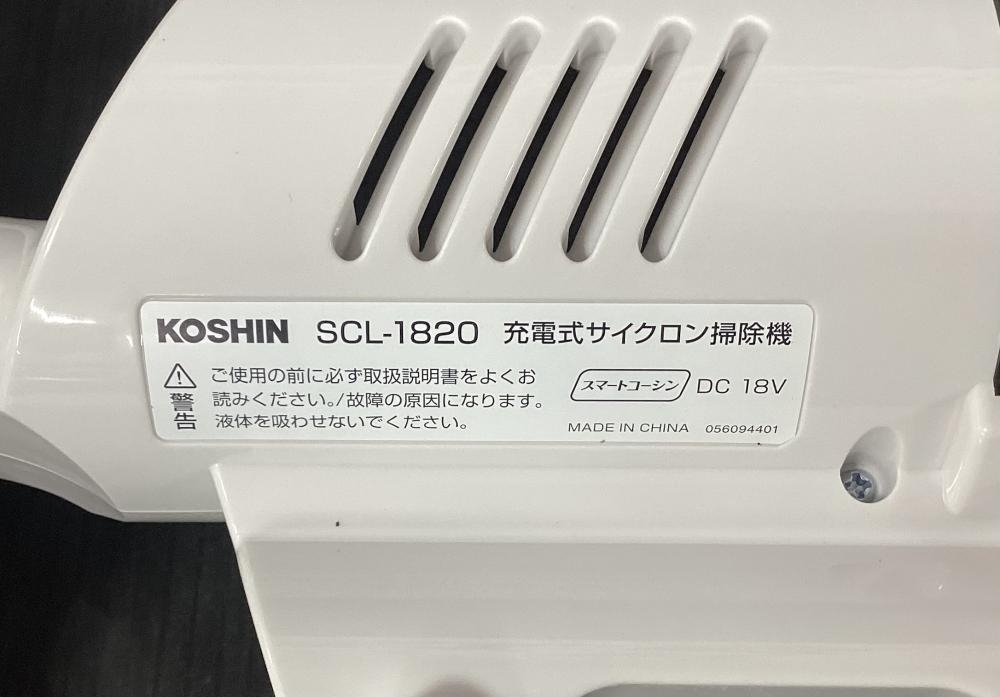 KOSHIN SCL-1820 充電式サイクロン掃除機
⚠警告 ご使用の前に必ず取扱説明書をよくお
読みください。/故障の原因になります。
液体を吸わせないでください。
スマートコーシン DC 18V
MADE IN CHINA 056094401